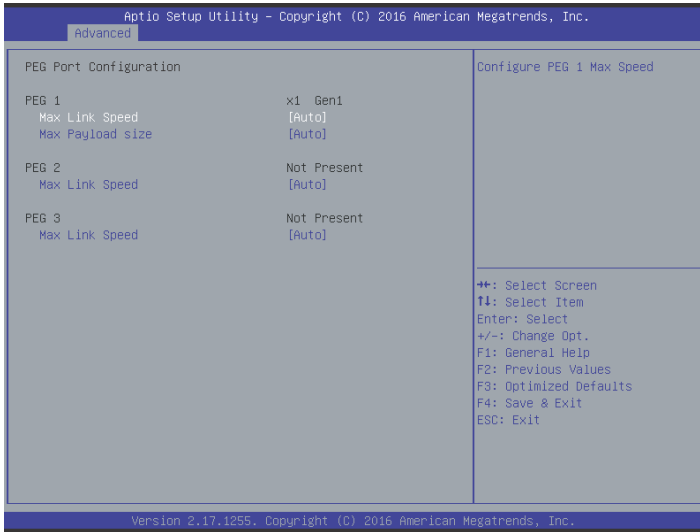 Aptio Setup Utility – Copyright (C) 2016 American Megatrends, Inc.
Advanced
PEG Port Configuration
PEG 1 x1 Gen1
Max Link Speed [Auto]
Max Payload size [Auto]
PEG 2 Not Present
Max Link Speed [Auto]
PEG 3 Not Present
Max Link Speed [Auto]
Configure PEG 1 Max Speed
→←: Select Screen
↑↓: Select Item
Enter: Select
+/-: Change Opt.
F1: General Help
F2: Previous Values
F3: Optimized Defaults
F4: Save & Exit
ESC: Exit
Version 2.17.1255. Copyright (C) 2016 American Megatrends, Inc.